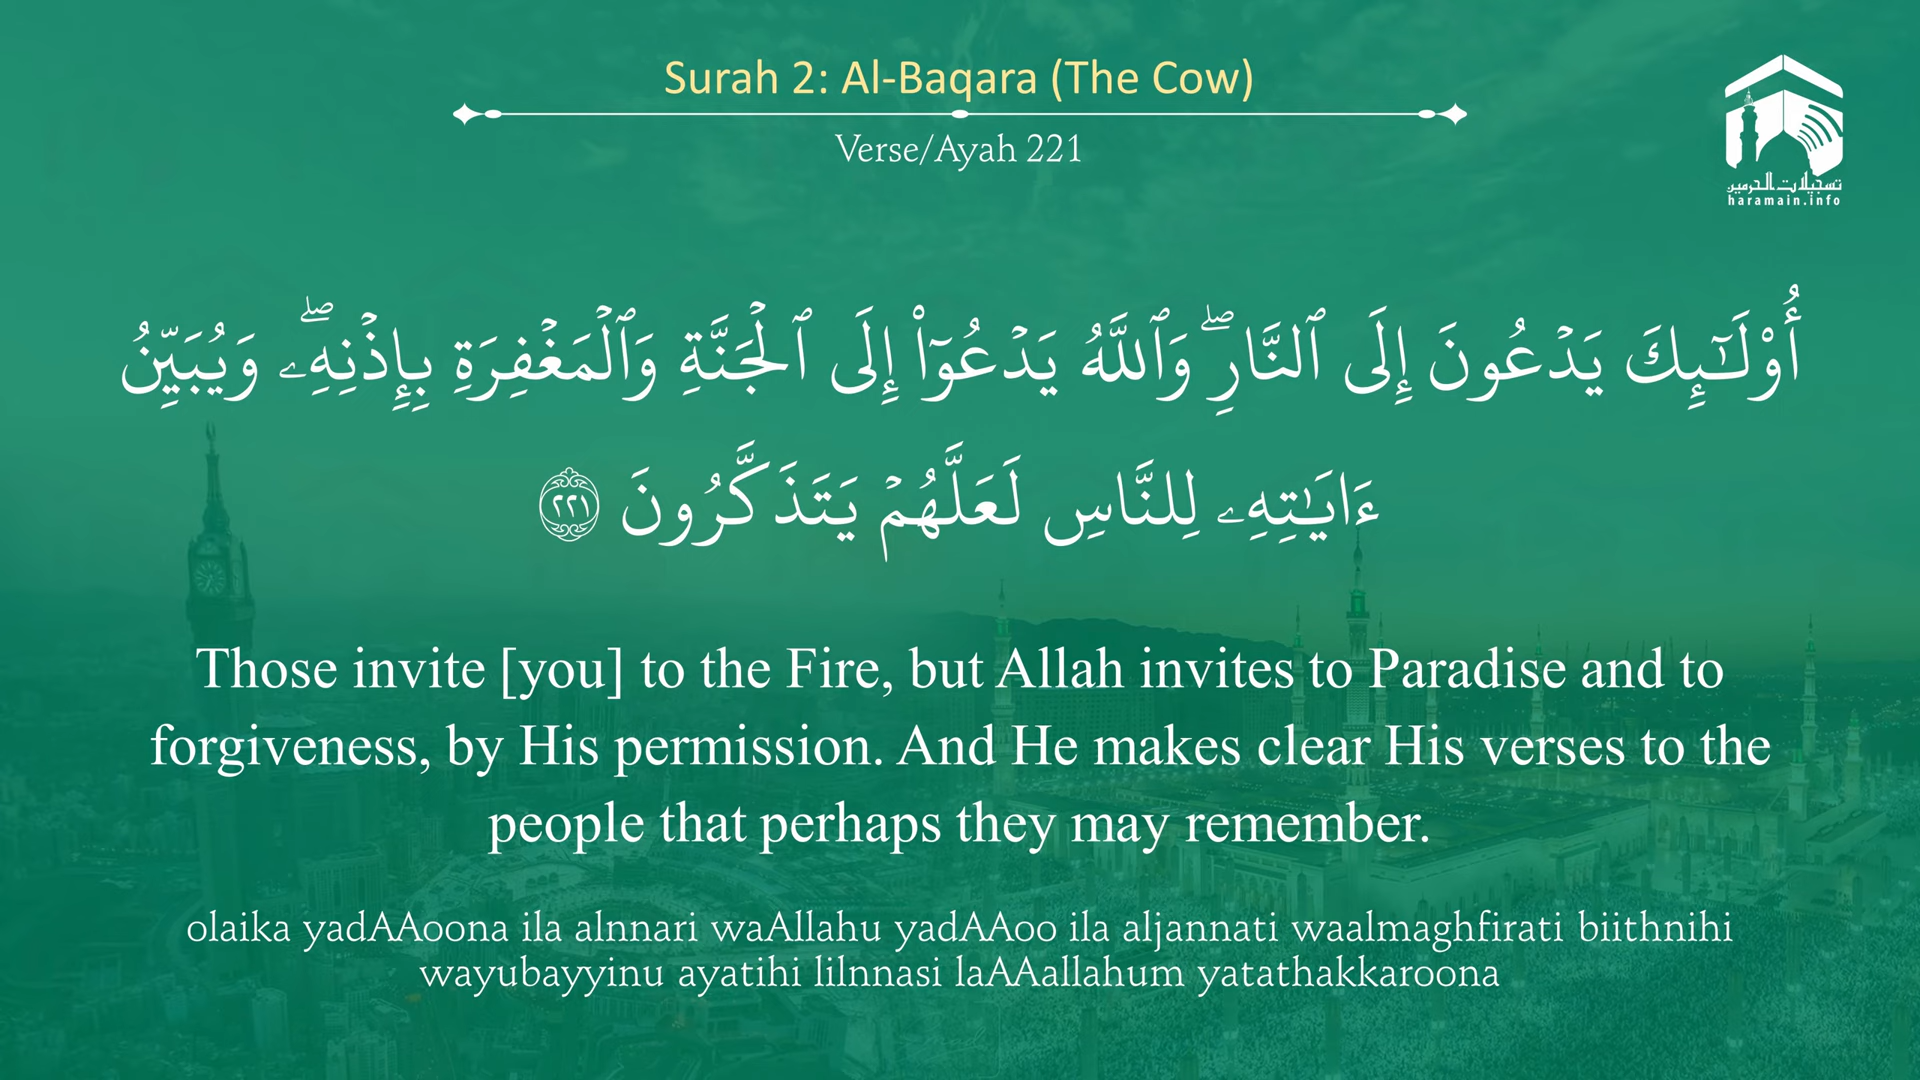 Surah 2: Al-Baqara (The Cow)
Verse/Ayah 221
تسجيلات الحرمين
haramain.info
أُوْلَـٰٓئِكَ يَدۡعُونَ إِلَى ٱلنَّارِۖ وَٱللَّهُ يَدۡعُوٓاْ إِلَى ٱلۡجَنَّةِ وَٱلۡمَغۡفِرَةِ بِإِذۡنِهِۦۖ وَيُبَيِّنُ
ءَايَـٰتِهِۦ لِلنَّاسِ لَعَلَّهُمۡ يَتَذَكَّرُونَ ٢٢١
Those invite [you] to the Fire, but Allah invites to Paradise and to
forgiveness, by His permission. And He makes clear His verses to the
people that perhaps they may remember.
olaika yadAAoona ila alnnari waAllahu yadAAoo ila aljannati waalmaghfirati biithnihi
wayubayyinu ayatihi lilnnasi laAAallahum yatathakkaroona